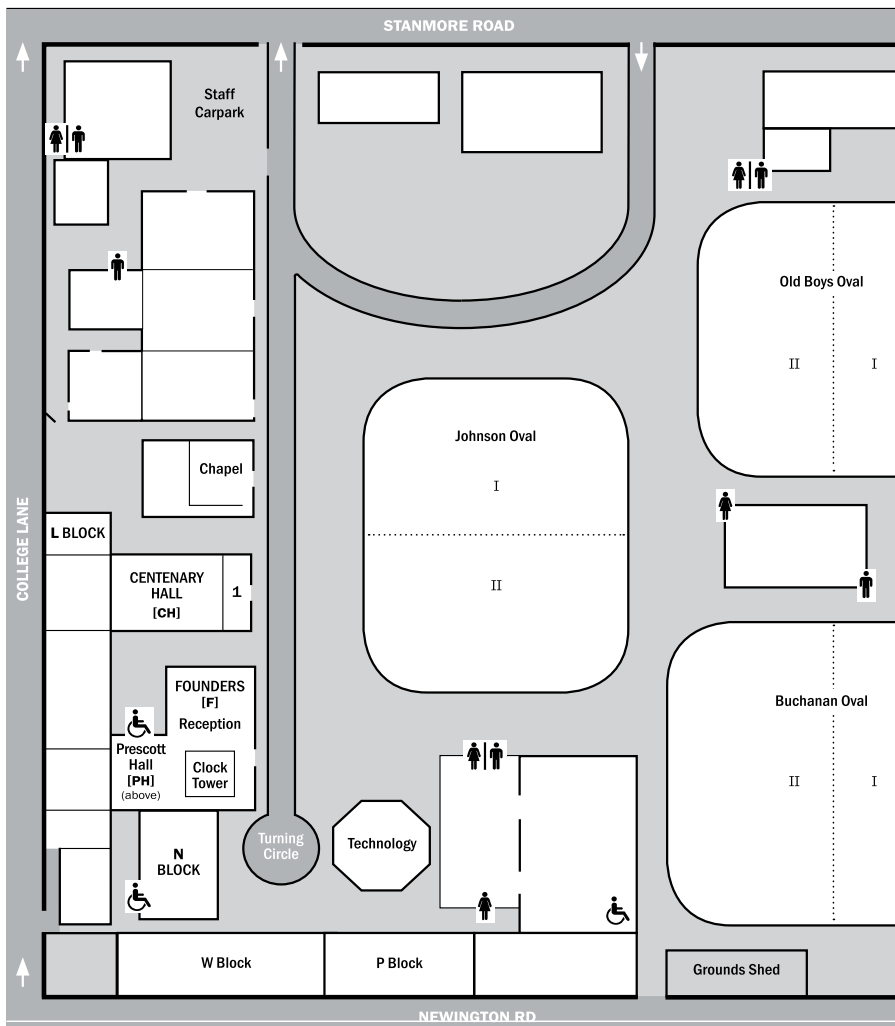 STANMORE ROAD
Staff
Carpark
Old Boys Oval
II
I
Johnson Oval
I
II
Chapel
COLLEGE LANE
L BLOCK
CENTENARY
HALL
[CH]
1
FOUNDERS
[F]
Reception
Prescott
Hall
[PH]
(above)
Clock
Tower
Buchanan Oval
II
I
Turning
Circle
Technology
N
BLOCK
W Block
P Block
Grounds Shed
NEWINGTON RD